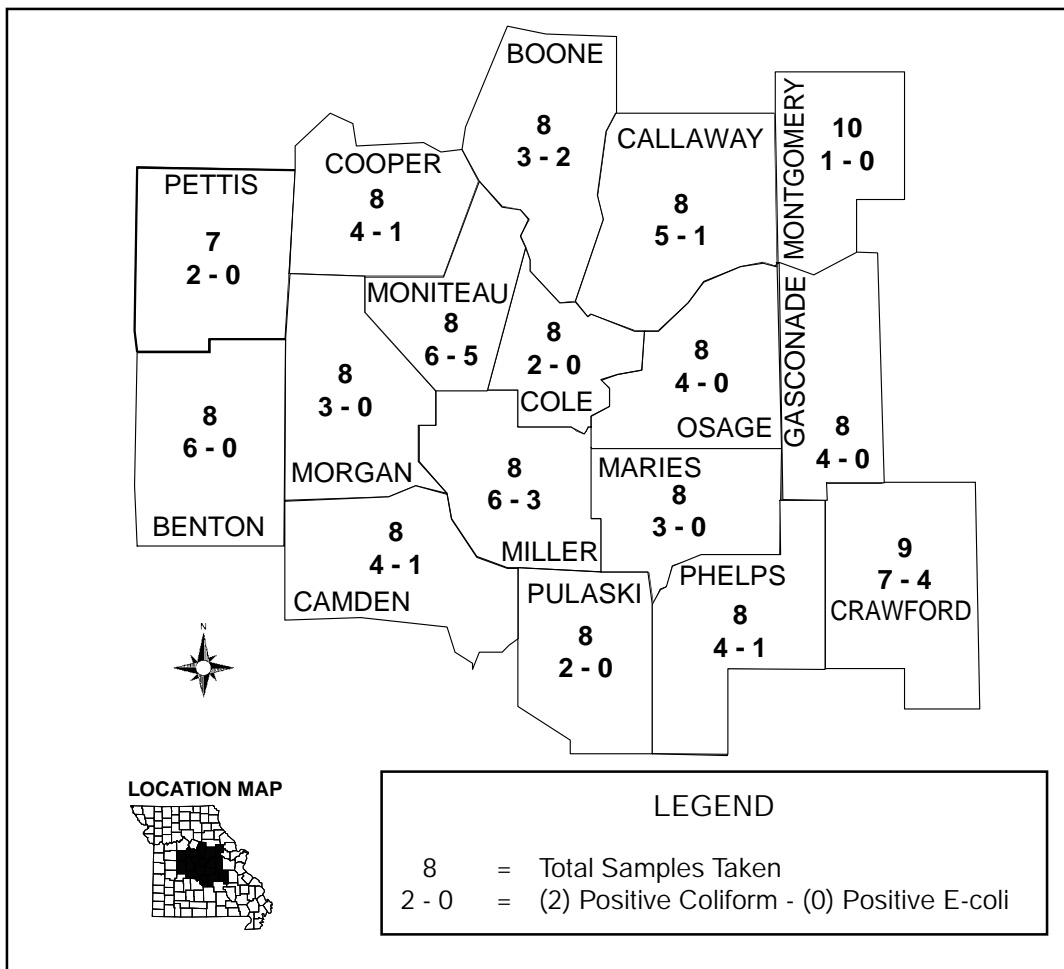 BOONE
8
3 - 2
CALLAWAY
8
5 - 1
MONTGOMERY
10
1 - 0
COOPER
8
4 - 1
PETTIS
7
2 - 0
MONITEAU
8
6 - 5
8
2 - 0
COLE
8
4 - 0
OSAGE
GASCONADE
8
4 - 0
8
3 - 0
MORGAN
8
6 - 0
BENTON
8
6 - 3
MILLER
MARIES
8
3 - 0
8
4 - 1
CAMDEN
PULASKI
8
2 - 0
PHELPS
8
4 - 1
9
7 - 4
CRAWFORD
N
LOCATION MAP
LEGEND
8 = Total Samples Taken
2 - 0 = (2) Positive Coliform - (0) Positive E-coli